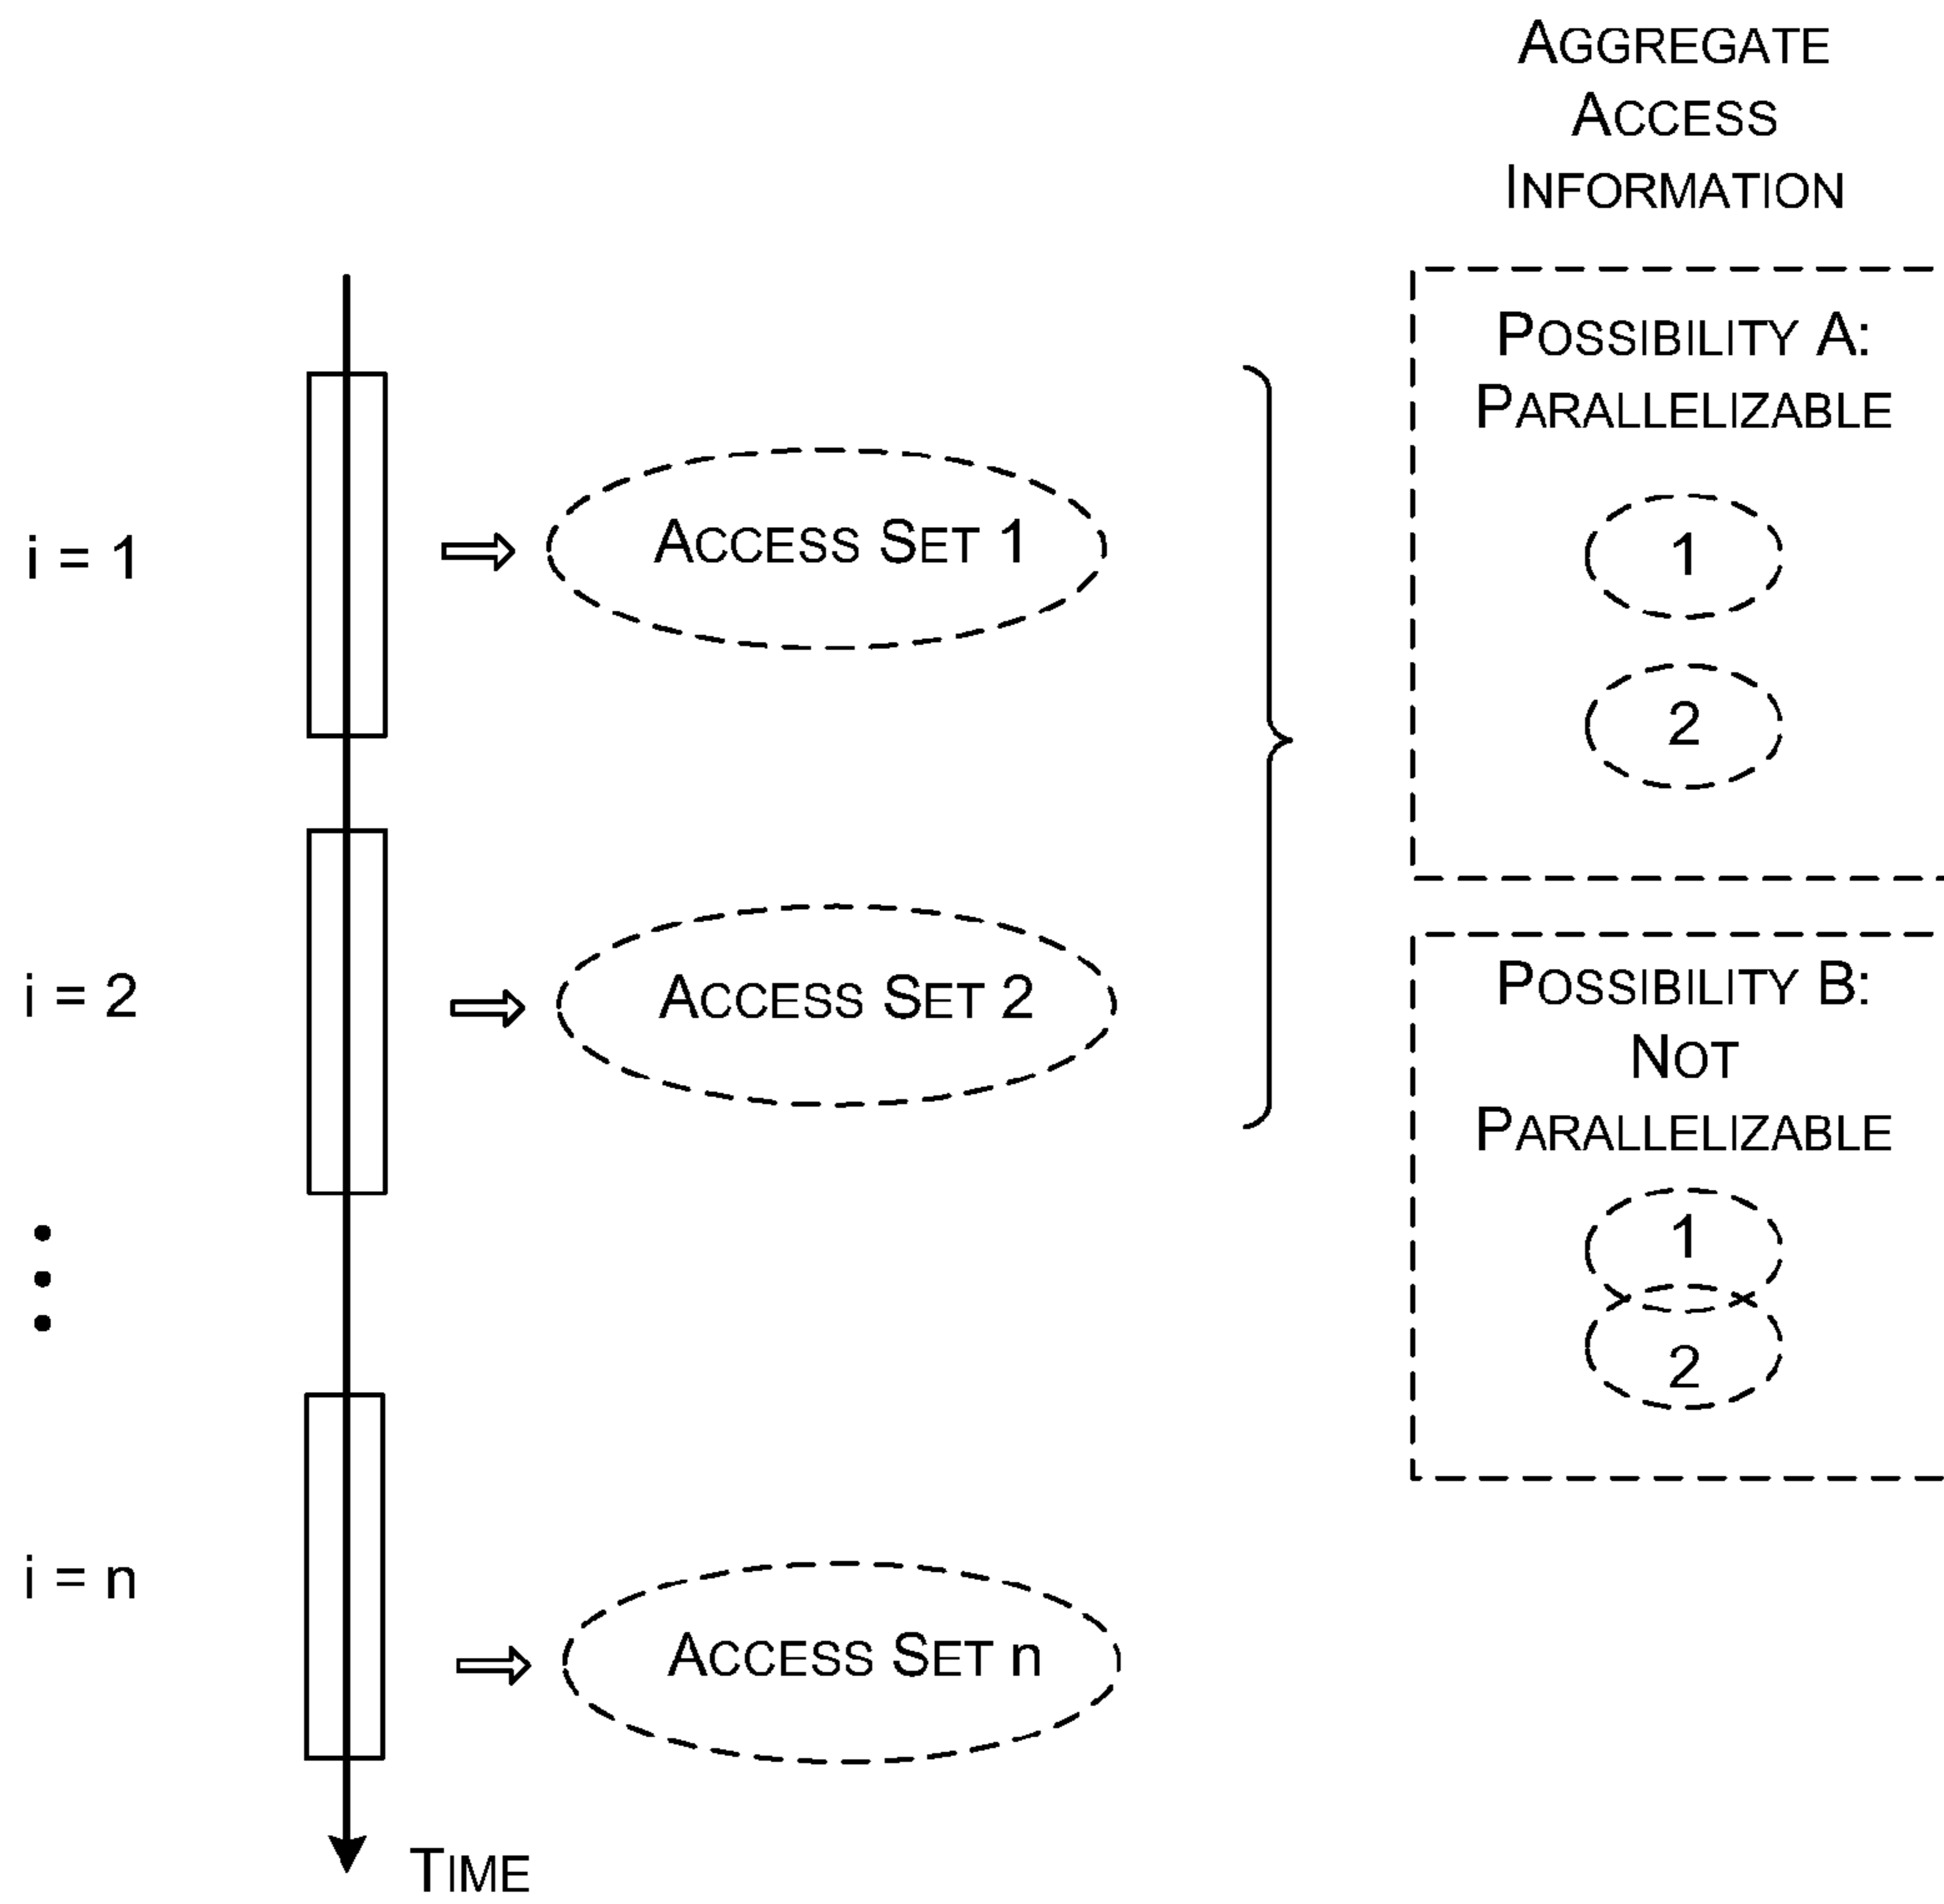 AGGREGATE
ACCESS
INFORMATION
POSSIBILITY A:
PARALLELIZABLE
i = 1
ACCESS SET 1
1
2
i = 2
ACCESS SET 2
POSSIBILITY B:
NOT
PARALLELIZABLE
1
2
i = n
ACCESS SET n
TIME